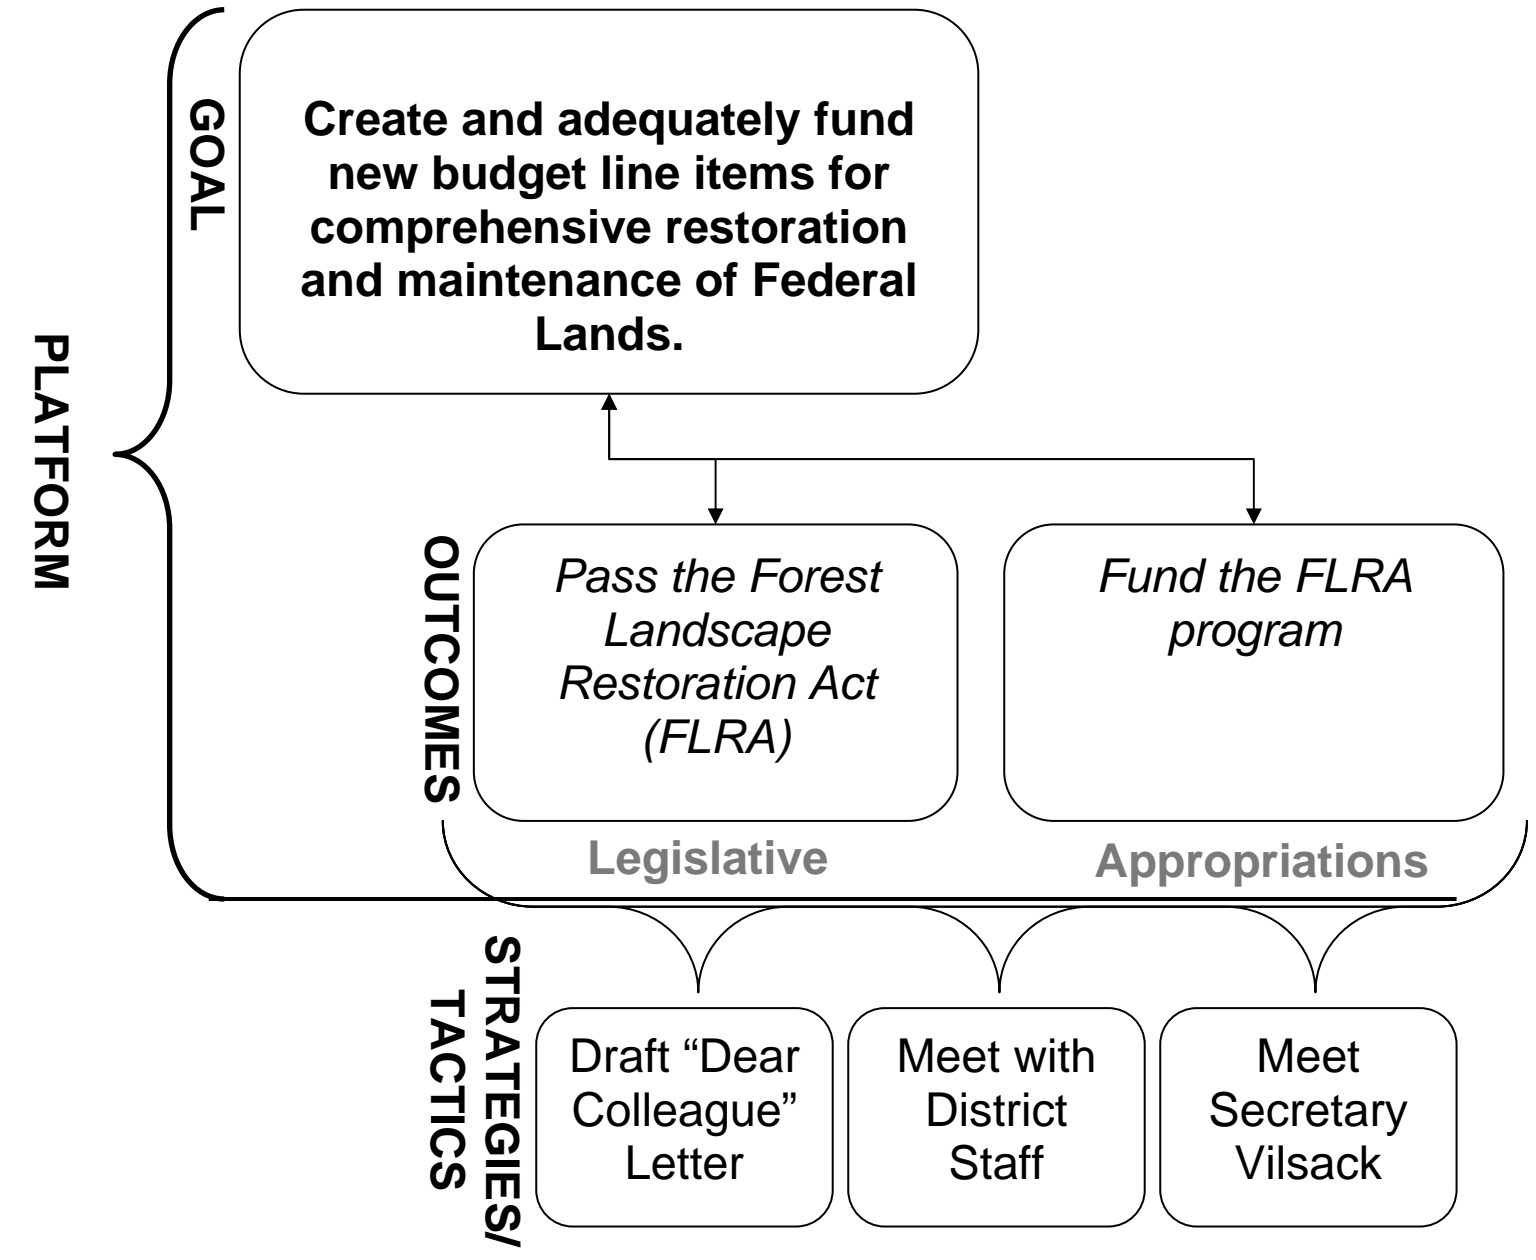 PLATFORM
GOAL
Create and adequately fund
new budget line items for
comprehensive restoration
and maintenance of Federal
Lands.
OUTCOMES
Pass the Forest
Landscape
Restoration Act
(FLRA)
Fund the FLRA
program
Legislative
Appropriations
STRATEGIES/
TACTICS
Draft “Dear
Colleague”
Letter
Meet with
District
Staff
Meet
Secretary
Vilsack